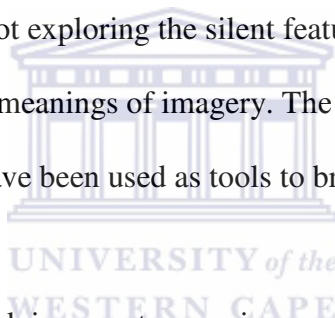 ot exploring the silent featu
meanings of imagery. The
ve been used as tools to br
UNIVERSITY of the
WESTERN CAPE